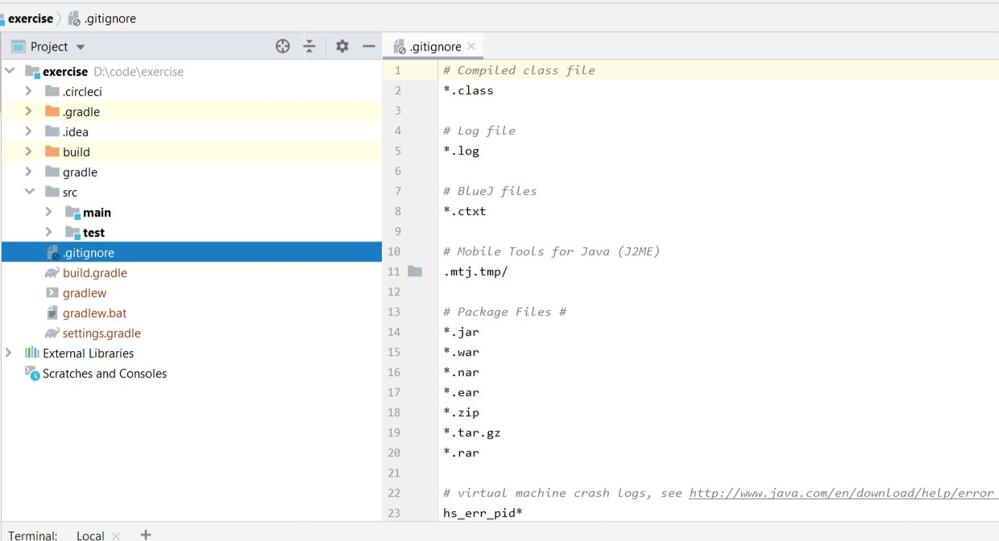 exercise .gitignore
Project
exercise D:\code\exercise
.circleci
.gradle
.idea
build
gradle
src
main
test
.gitignore
build.gradle
gradlew
gradlew.bat
settings.gradle
External Libraries
Scratches and Consoles
.gitignore
1 # Compiled class file
2 *.class
3
4 # Log file
5 *.log
6
7 # BlueJ files
8 *.ctxt
9
10 # Mobile Tools for Java (J2ME)
11 .mtj.tmp/
12
13 # Package Files #
14 *.jar
15 *.war
16 *.nar
17 *.ear
18 *.zip
19 *.tar.gz
20 *.rar
21
22 # virtual machine crash logs, see http://www.java.com/en/download/help/error
23 hs_err_pid*
Terminal: Local +